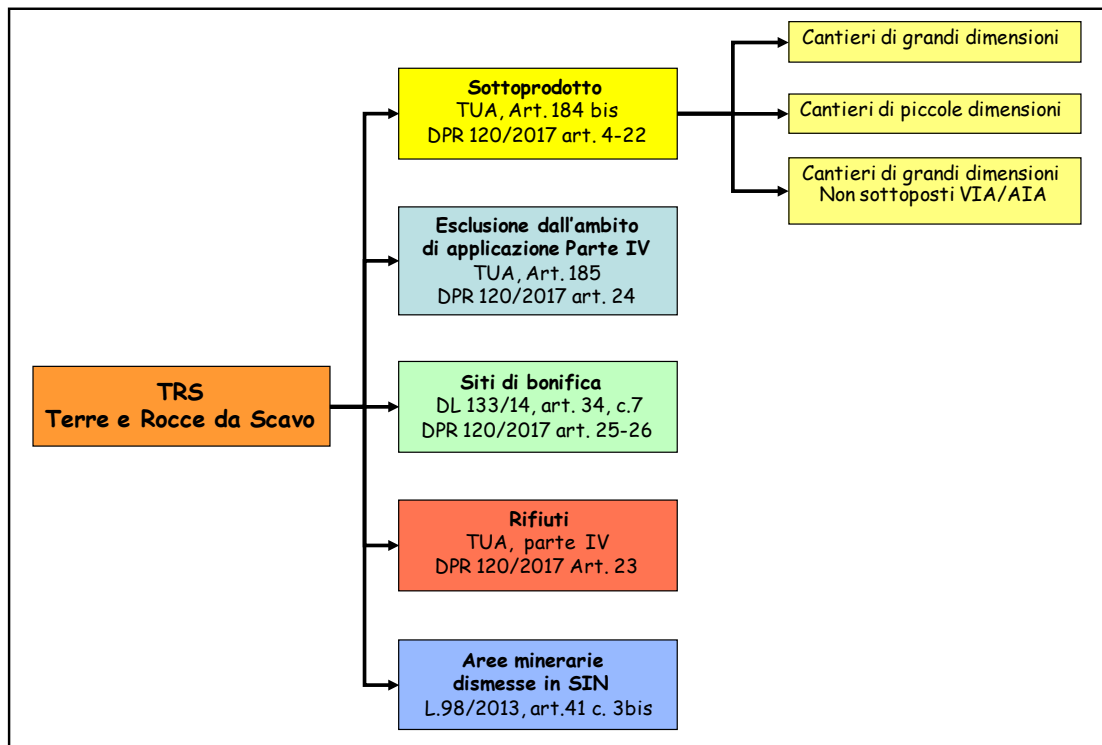 TRS
Terre e Rocce da Scavo
Sottoprodotto
TUA, Art. 184 bis
DPR 120/2017 art. 4-22
Cantieri di grandi dimensioni
Cantieri di piccole dimensioni
Cantieri di grandi dimensioni
Non sottoposti VIA/AIA
Esclusione dall'ambito
di applicazione Parte IV
TUA, Art. 185
DPR 120/2017 art. 24
Siti di bonifica
DL 133/14, art. 34, c.7
DPR 120/2017 art. 25-26
Rifiuti
TUA, parte IV
DPR 120/2017 Art. 23
Aree minerarie
dismesse in SIN
L.98/2013, art.41 c. 3bis